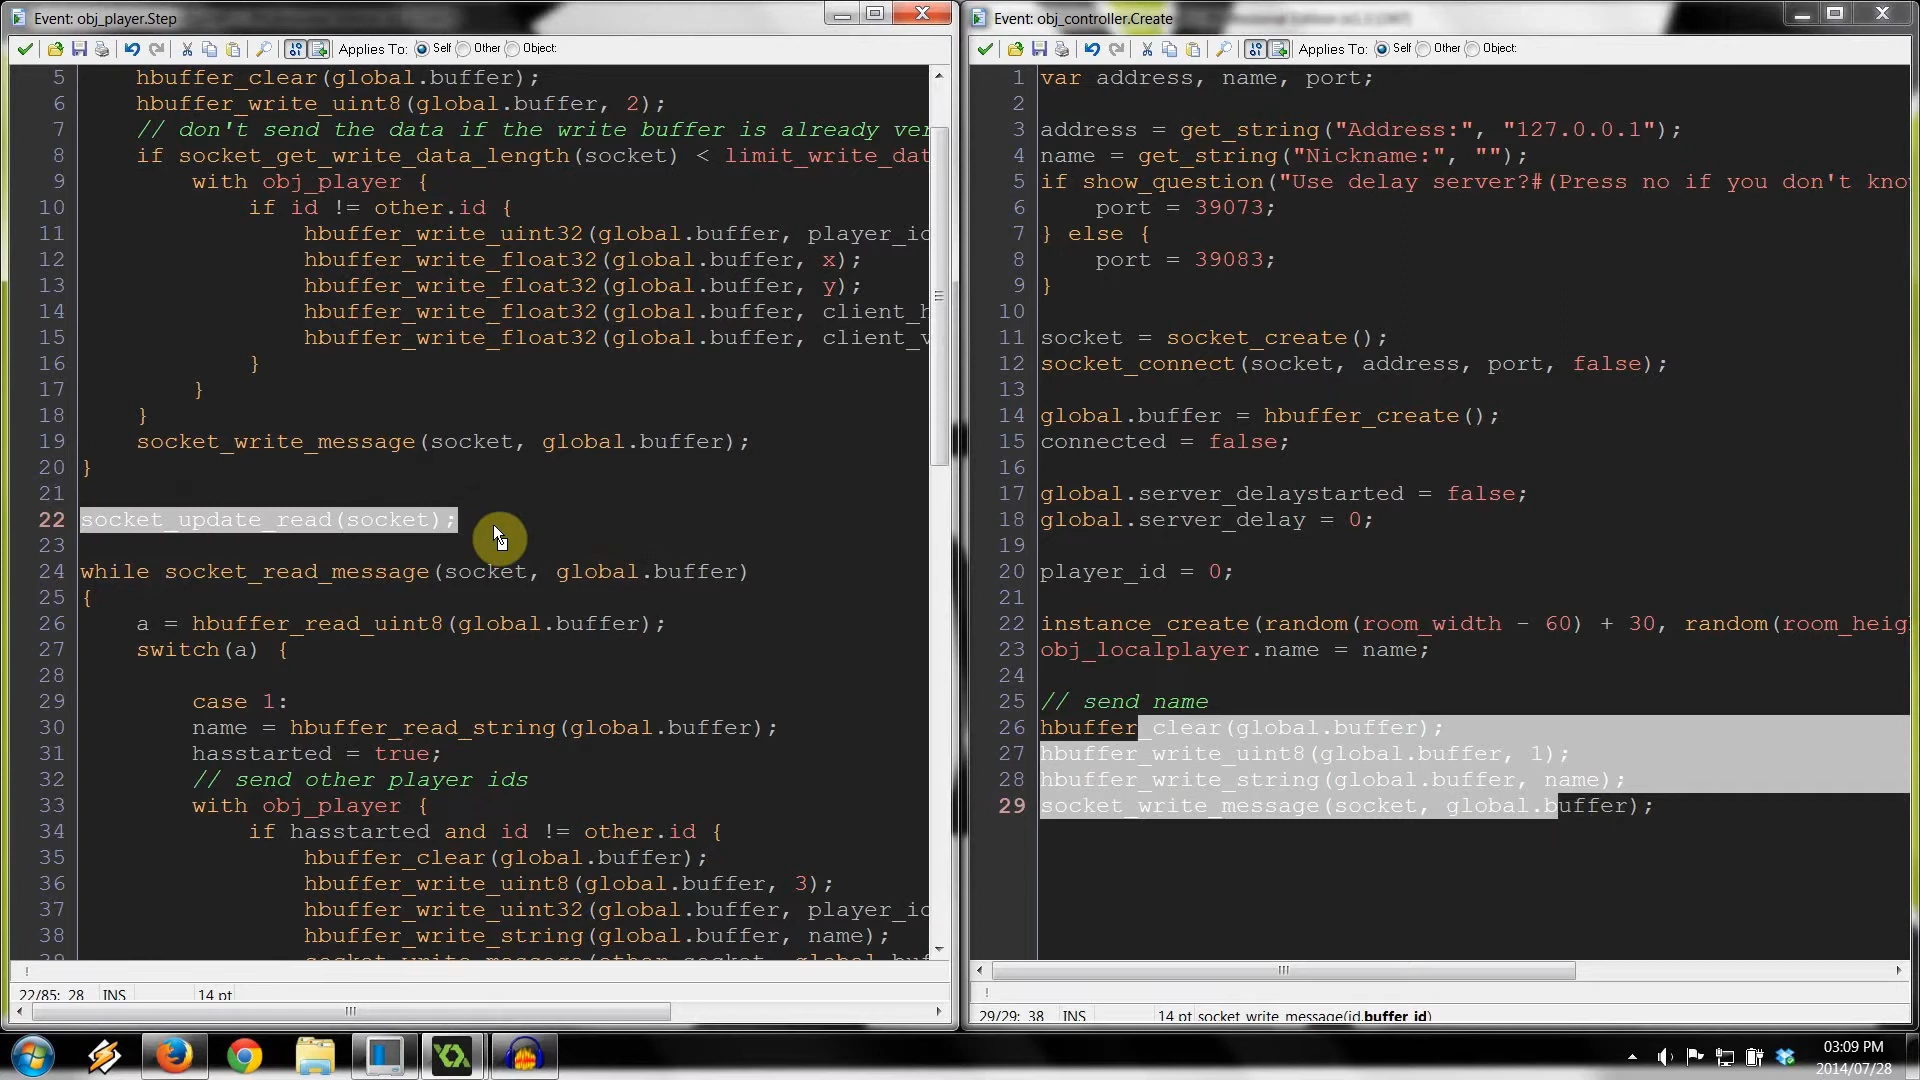 Event: obj_player.Step
Applies To: Self Other Object:
5 hbuffer_clear(global.buffer);
6 hbuffer_write_uint8(global.buffer, 2);
7 // don't send the data if the write buffer is already ver
8 if socket_get_write_data_length(socket) < limit_write_dat
9 with obj_player {
10 if id != other.id {
11 hbuffer_write_uint32(global.buffer, player_id
12 hbuffer_write_float32(global.buffer, x);
13 hbuffer_write_float32(global.buffer, y);
14 hbuffer_write_float32(global.buffer, client_h
15 hbuffer_write_float32(global.buffer, client_v
16 }
17 }
18 }
19 socket_write_message(socket, global.buffer);
20 }
21
22 socket_update_read(socket);
23
24 while socket_read_message(socket, global.buffer)
25 {
26 a = hbuffer_read_uint8(global.buffer);
27 switch(a) {
28
29 case 1:
30 name = hbuffer_read_string(global.buffer);
31 hasstarted = true;
32 // send other player ids
33 with obj_player {
34 if hasstarted and id != other.id {
35 hbuffer_clear(global.buffer);
36 hbuffer_write_uint8(global.buffer, 3);
37 hbuffer_write_uint32(global.buffer, player_id
38 hbuffer_write_string(global.buffer, name);
22/85: 28 INS 14 pt
Event: obj_controller.Create
Applies To: Self Other Object:
1 var address, name, port;
2
3 address = get_string("Address:", "127.0.0.1");
4 name = get_string("Nickname:", "");
5 if show_question("Use delay server?#(Press no if you don't kno
6 port = 39073;
7 } else {
8 port = 39083;
9 }
10
11 socket = socket_create();
12 socket_connect(socket, address, port, false);
13
14 global.buffer = hbuffer_create();
15 connected = false;
16
17 global.server_delaystarted = false;
18 global.server_delay = 0;
19
20 player_id = 0;
21
22 instance_create(random(room_width - 60) + 30, random(room_heig
23 obj_localplayer.name = name;
24
25 // send name
26 hbuffer_clear(global.buffer);
27 hbuffer_write_uint8(global.buffer, 1);
28 hbuffer_write_string(global.buffer, name);
29 socket_write_message(socket, global.buffer);
29/29: 38 INS 14 pt socket_write_message(id,buffer_id)
03:09 PM
2014/07/28